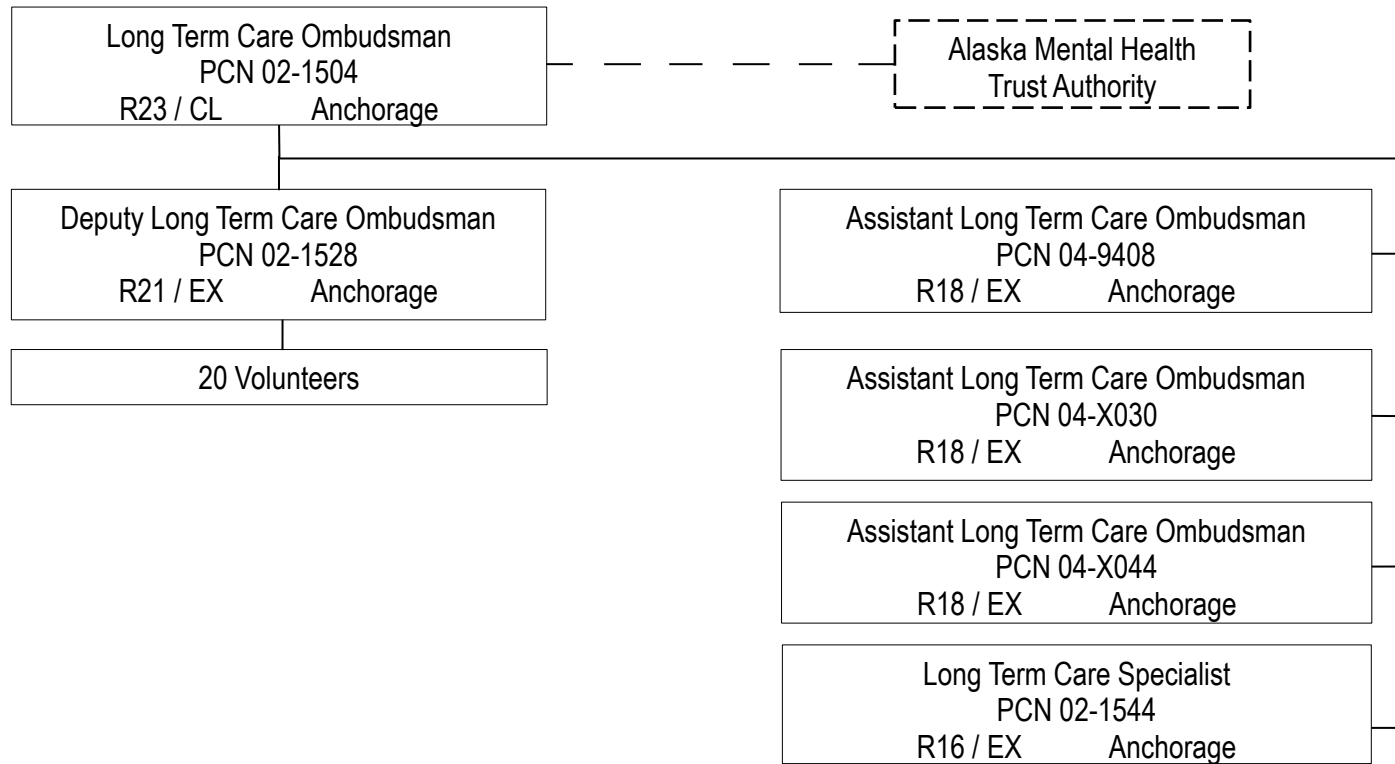 Long Term Care Ombudsman
PCN 02-1504
R23 / CL Anchorage
Alaska Mental Health
Trust Authority
Deputy Long Term Care Ombudsman
PCN 02-1528
R21 / EX Anchorage
20 Volunteers
Assistant Long Term Care Ombudsman
PCN 04-9408
R18 / EX Anchorage
Assistant Long Term Care Ombudsman
PCN 04-X030
R18 / EX Anchorage
Assistant Long Term Care Ombudsman
PCN 04-X044
R18 / EX Anchorage
Long Term Care Specialist
PCN 02-1544
R16 / EX Anchorage